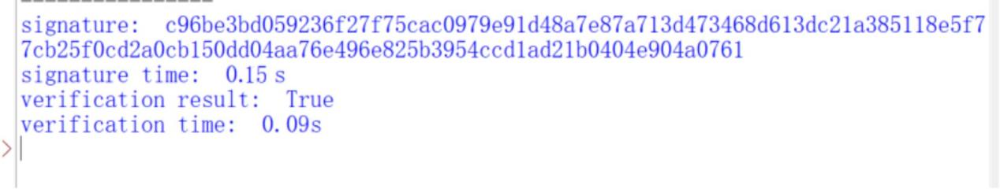 ================
signature:  c96be3bd059236f27f75cac0979e91d48a7e87a713d473468d613dc21a385118e5f7
7cb25f0cd2a0cb150dd04aa76e496e825b3954ccd1ad21b0404e904a0761
signature time:  0.15 s
verification result:  True
verification time:  0.09s
>